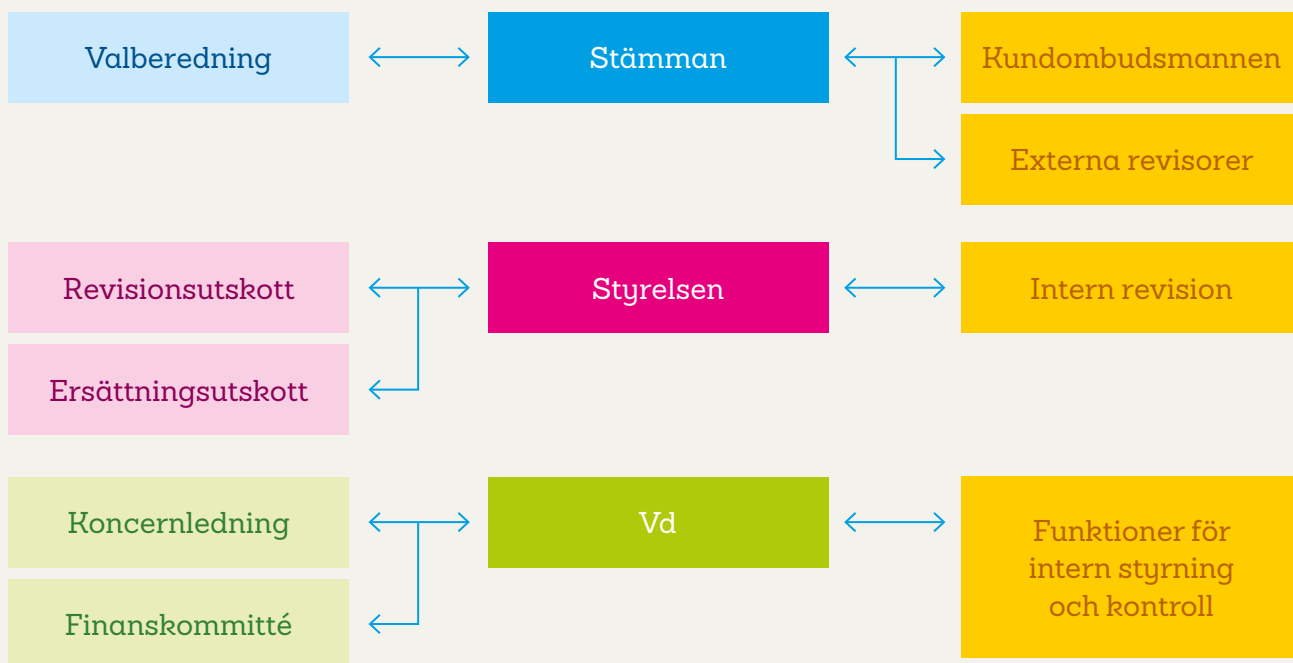 Valberedning
Stämman
Kundombudsmannen
Externa revisorer
Revisionsutskott
Styrelsen
Intern revision
Ersättningsutskott
Koncernledning
Vd
Funktioner för
intern styrning
och kontroll
Finanskommitté